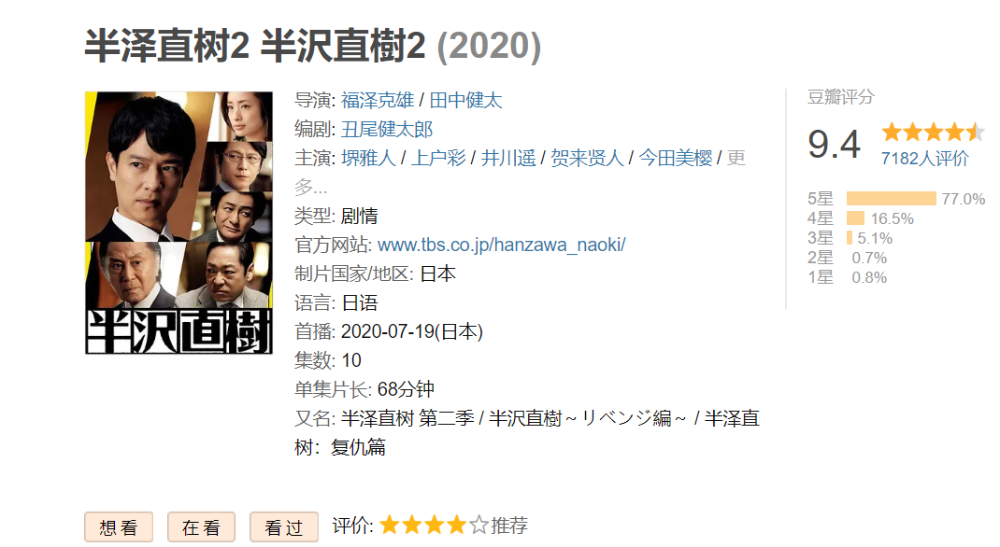 半泽直树2 半沢直樹2 (2020)
半沢直樹
导演: 福泽克雄 / 田中健太
编剧: 丑尾健太郎
主演: 堺雅人 / 上户彩 / 井川遥 / 贺来贤人 / 今田美樱 / 更
多...
类型: 剧情
官方网站: www.tbs.co.jp/hanzawa_naoki/
制片国家/地区: 日本
语言: 日语
首播: 2020-07-19(日本)
集数: 10
单集片长: 68分钟
又名: 半泽直树 第二季 / 半沢直樹～リベンジ編～ / 半泽直
树：复仇篇
豆瓣评分
9.4
7182人评价
5星 77.0%
4星 16.5%
3星 5.1%
2星 0.7%
1星 0.8%
想看 在看 看过 评价: 推荐